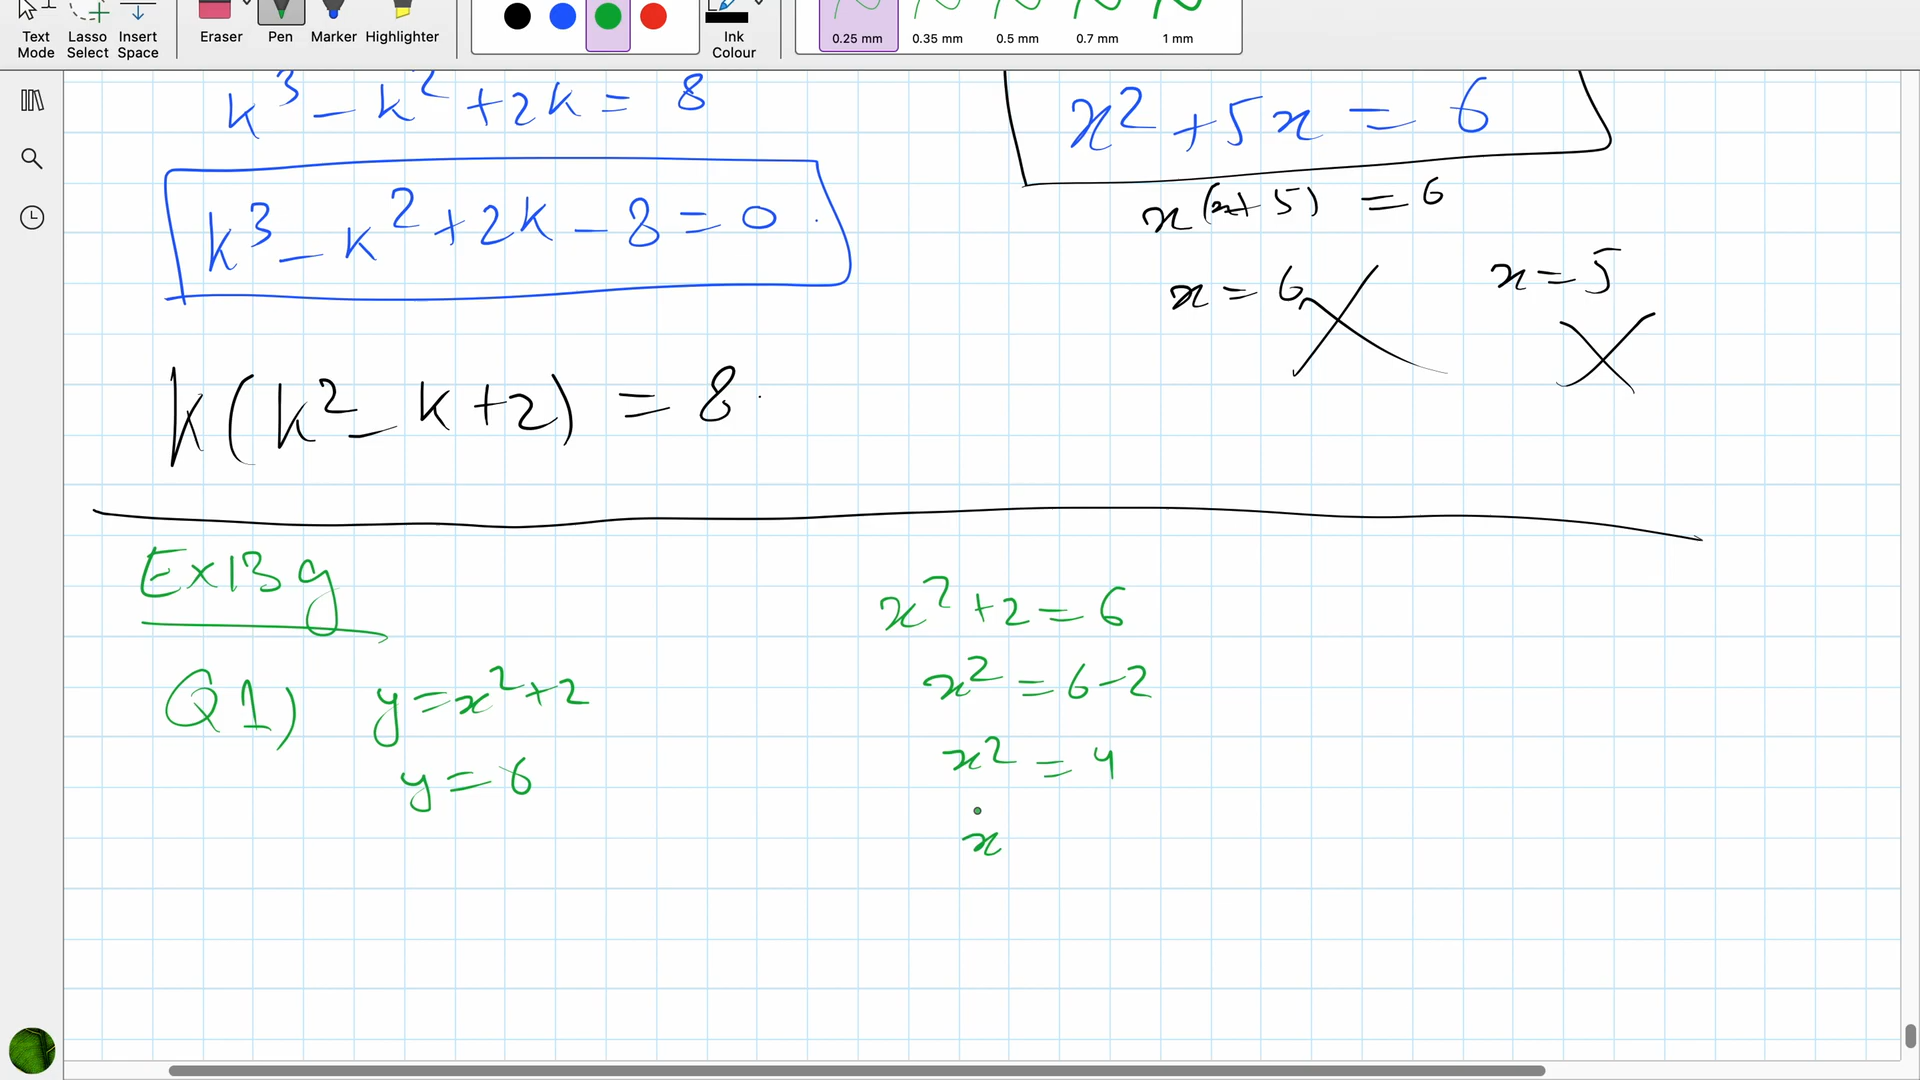 Text Mode
Lasso Select
Insert Space
Eraser
Pen
Marker
Highlighter
Ink Colour
0.25 mm
0.35 mm
0.5 mm
0.7 mm
1 mm
k³ - k² + 2k = 8
k³ - k² + 2k - 8 = 0
k(k² - k + 2) = 8
x² + 5x = 6
x(x + 5) = 6
x = 6
x = 5
Ex13g
Q1) y = x² + 2
y = 6
x² + 2 = 6
x² = 6 - 2
x² = 4
x